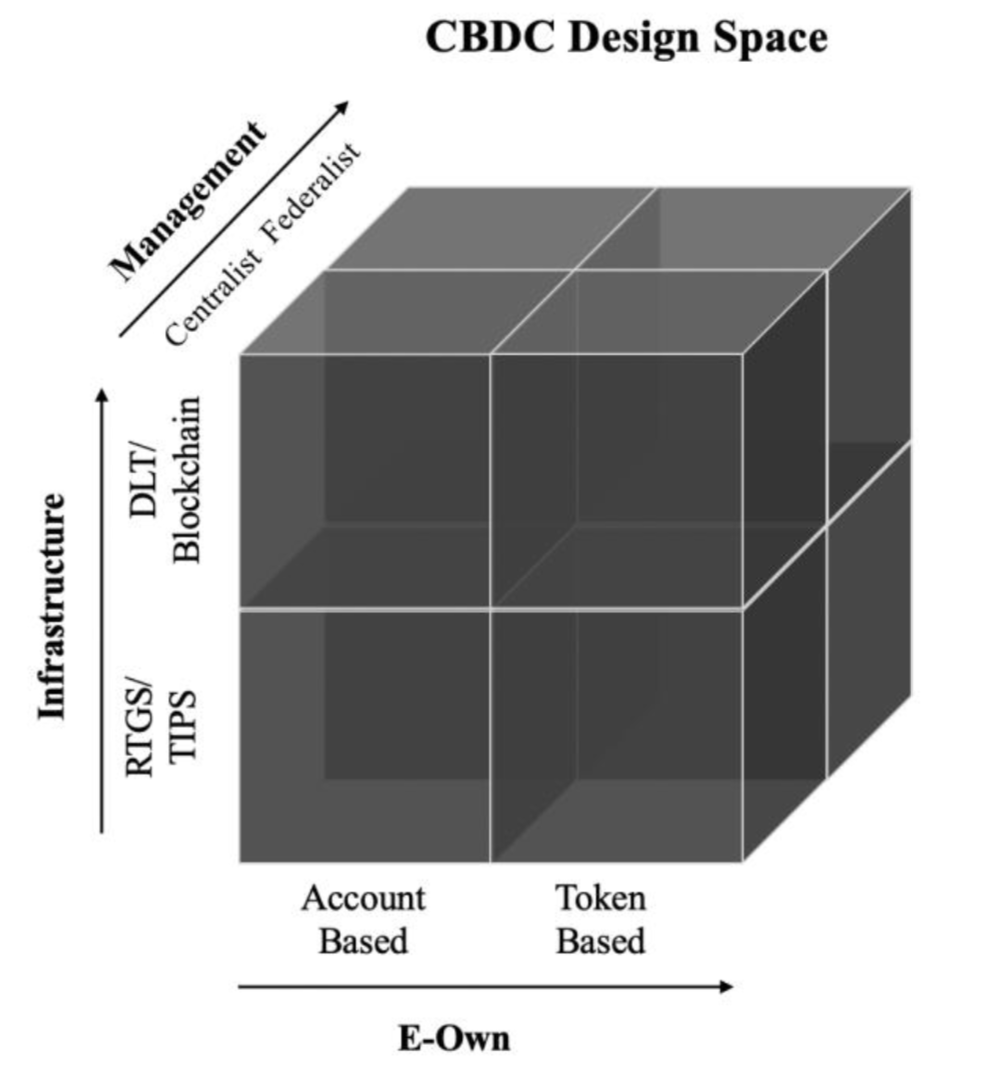 CBDC Design Space
Management
Centralist Federalist
Infrastructure
DLT/
Blockchain
RTGS/
TIPS
Account
Based
Token
Based
E-Own